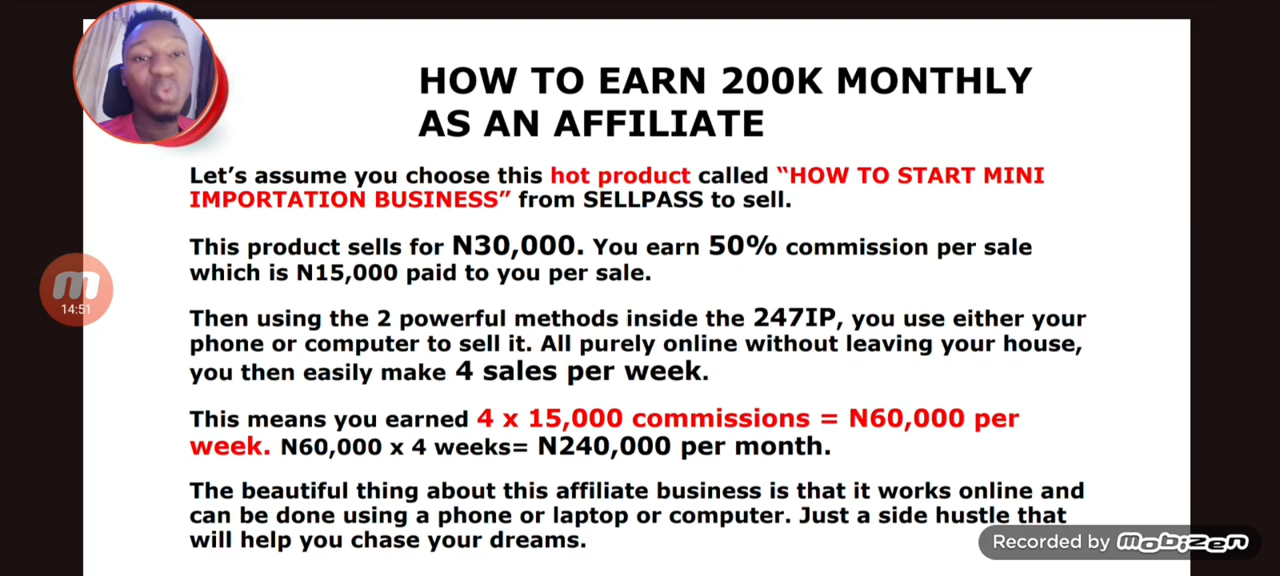 HOW TO EARN 200K MONTHLY
AS AN AFFILIATE
Let's assume you choose this hot product called "HOW TO START MINI
IMPORTATION BUSINESS" from SELLPASS to sell.
This product sells for N30,000. You earn 50% commission per sale
which is N15,000 paid to you per sale.
Then using the 2 powerful methods inside the 247IP, you use either your
phone or computer to sell it. All purely online without leaving your house,
you then easily make 4 sales per week.
This means you earned 4 x 15,000 commissions = N60,000 per
week. N60,000 x 4 weeks= N240,000 per month.
The beautiful thing about this affiliate business is that it works online and
can be done using a phone or laptop or computer. Just a side hustle that
will help you chase your dreams.
m
14:51
Recorded by mobizen